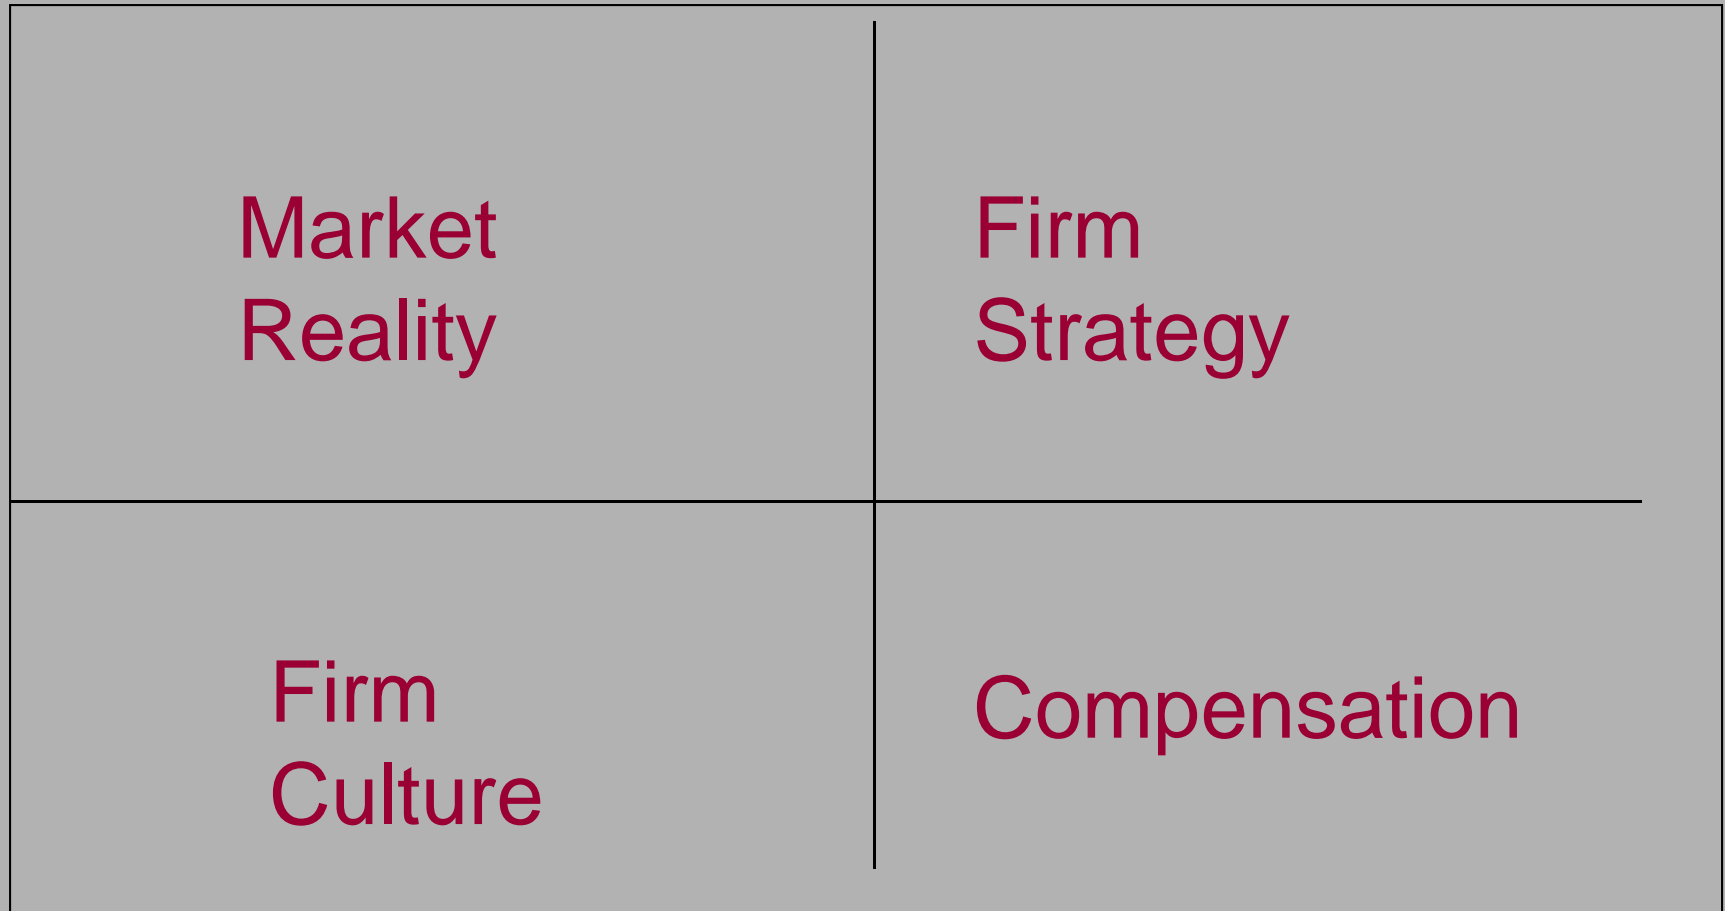 Market
Reality
Firm
Strategy
Firm
Culture
Compensation